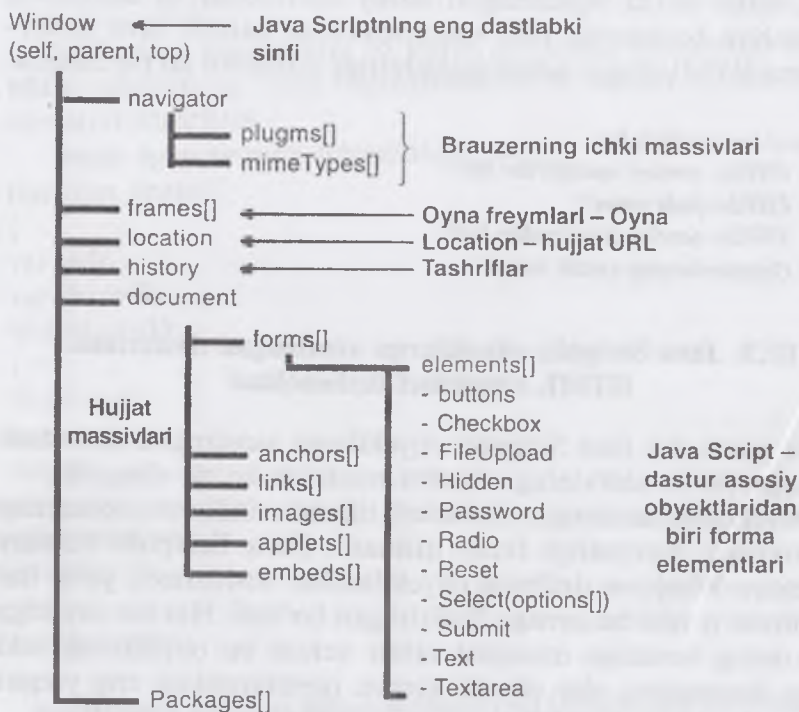 Window
(self, parent, top)
Java ScrIptnIng eng dastlabki
sinfi
navigator
plugms[]
mimeTypes[]
Brauzerning ichki massivlari
frames[]
Oyna freymlarI – Oyna
location
Location – hujjat URL
history
TashrIflar
document
Hujjat
massivlari
forms[]
elements[]
- buttons
- Checkbox
- FileUpload
- Hidden
- Password
- Radio
- Reset
- Select(options[])
- Submit
- Text
- Textarea
anchors[]
links[]
images[]
applets[]
embeds[]
Java Script –
dastur asosiy
obyektlaridan
biri forma
elementlari
Packages[]